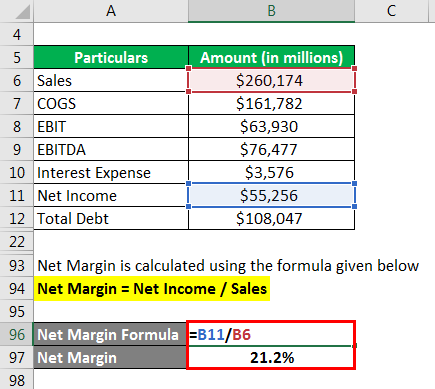 A B C
4
5 Particulars Amount (in millions)
6 Sales $260,174
7 COGS $161,782
8 EBIT $63,930
9 EBITDA $76,477
10 Interest Expense $3,576
11 Net Income $55,256
12 Total Debt $108,047
22
93 Net Margin is calculated using the formula given below
94 Net Margin = Net Income / Sales
95
96 Net Margin Formula =B11/B6
97 Net Margin 21.2%
98